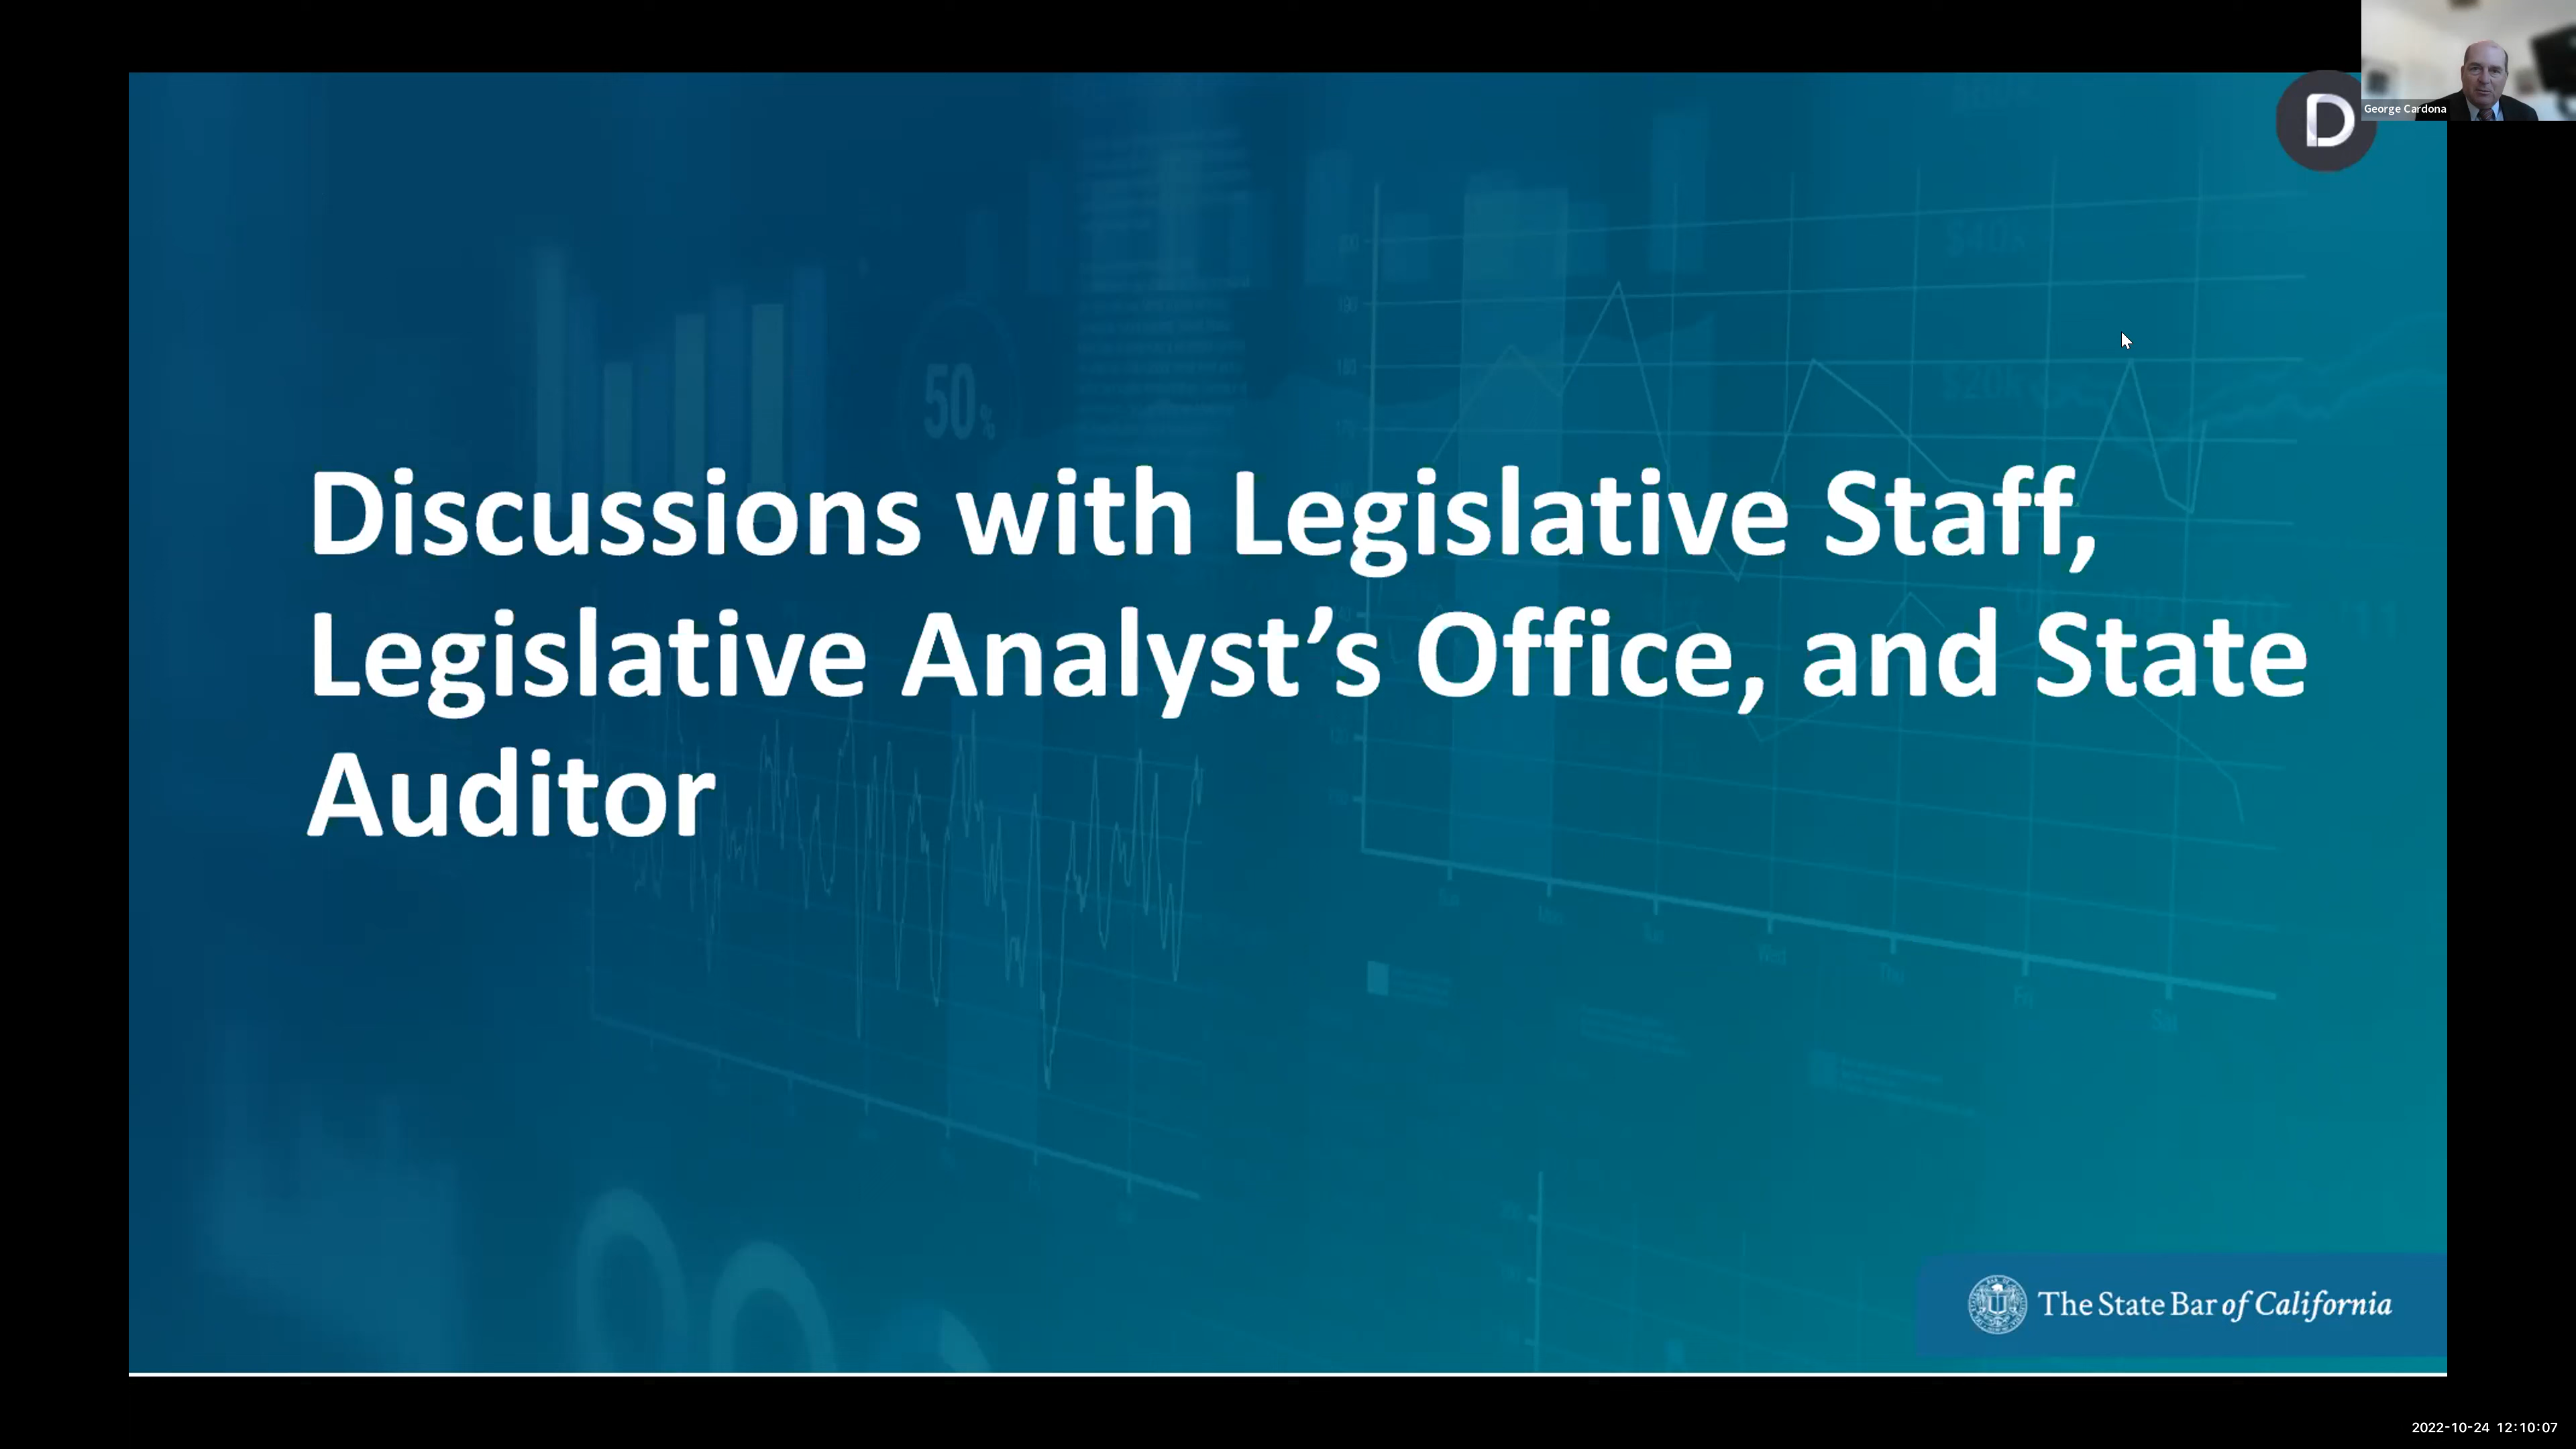 George Cardona
D
50%
Discussions with Legislative Staff,
Legislative Analyst’s Office, and State
Auditor
The State Bar of California
2022-10-24 12:10:07